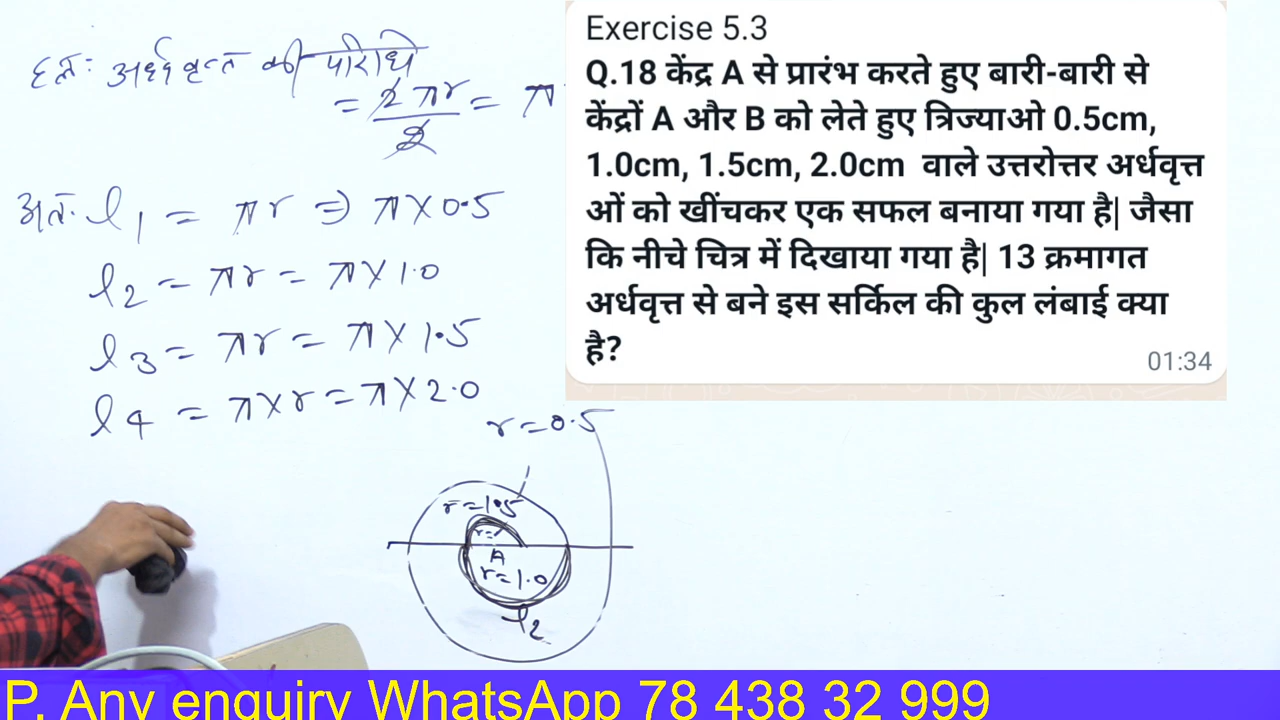 हल: अर्धवृत्त की परिधि
= 2πr/2 = π
अतः l1 = πr ⇒ π×0.5
l2 = πr = π×1.0
l3 = πr = π×1.5
l4 = π×r = π×2.0
r=0.5
r=1.5
A
r=1.0
l2
Exercise 5.3
Q.18 केंद्र A से प्रारंभ करते हुए बारी-बारी से
केंद्रों A और B को लेते हुए त्रिज्याओ 0.5cm,
1.0cm, 1.5cm, 2.0cm वाले उत्तरोत्तर अर्धवृत्त
ओं को खींचकर एक सफल बनाया गया है| जैसा
कि नीचे चित्र में दिखाया गया है| 13 क्रमागत
अर्धवृत्त से बने इस सर्किल की कुल लंबाई क्या
है?
01:34
P. Any enquiry WhatsApp 78 438 32 999